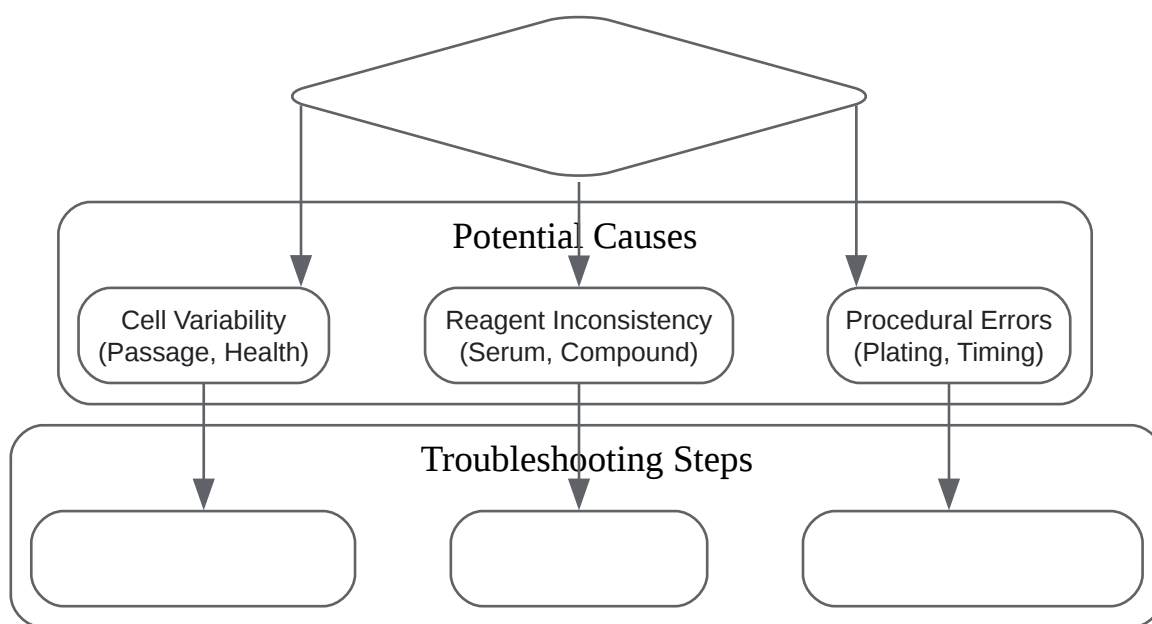 Potential Causes
Cell Variability
(Passage, Health)
Reagent Inconsistency
(Serum, Compound)
Procedural Errors
(Plating, Timing)
Troubleshooting Steps